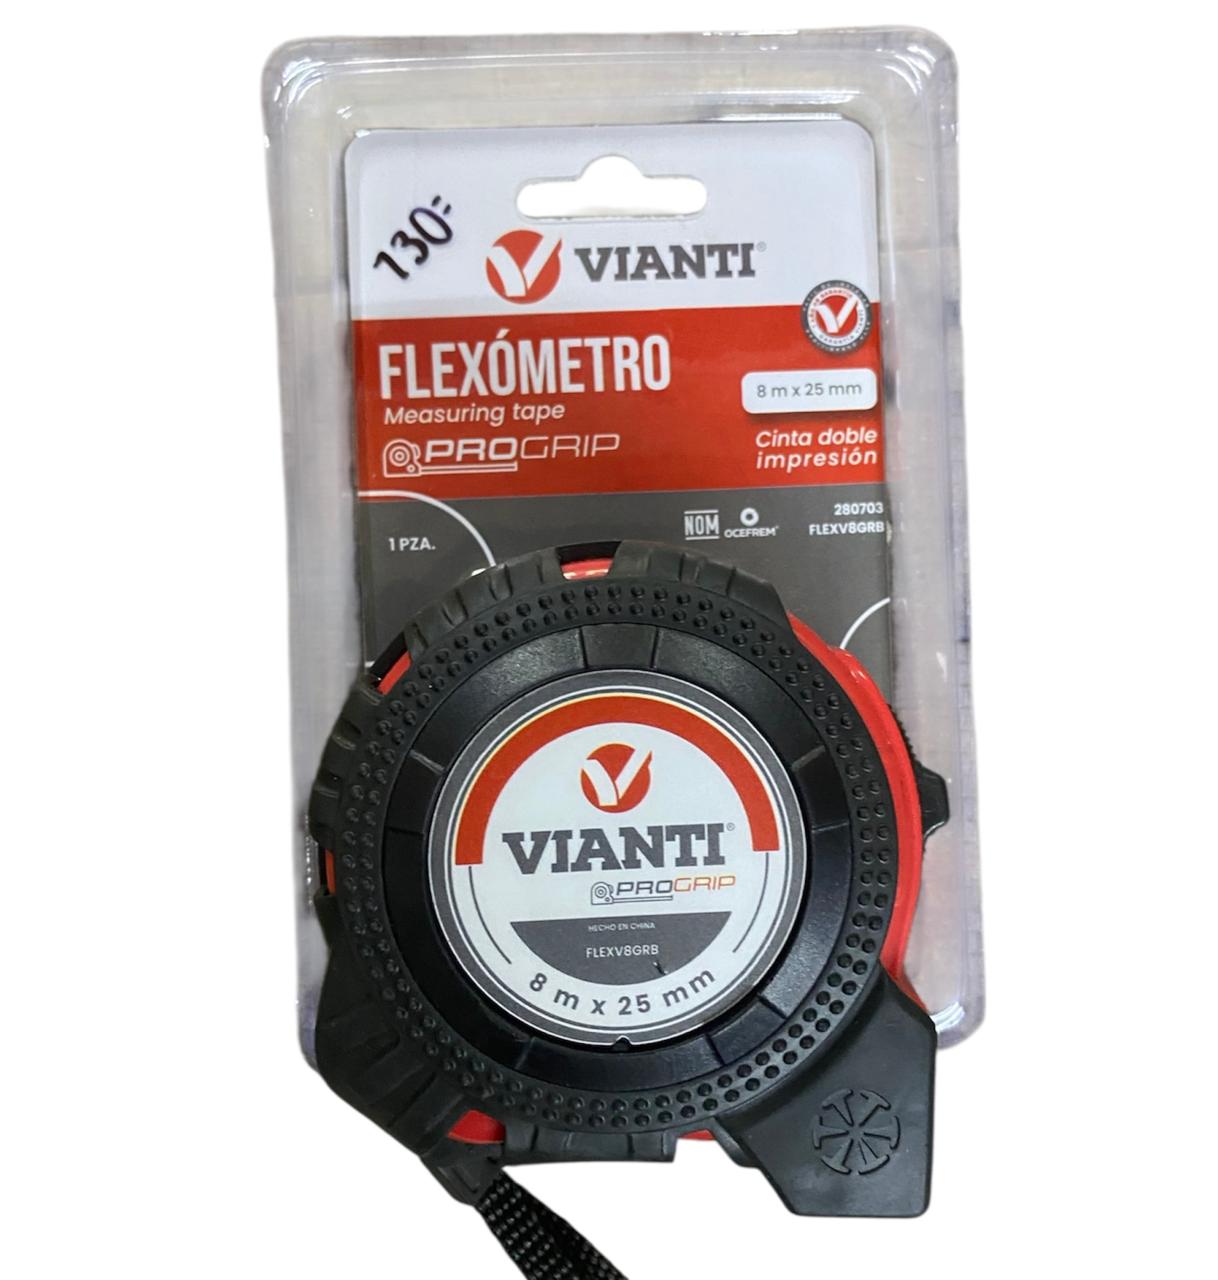 130=
VIANTI®
FLEXÓMETRO
Measuring tape
PROGRIP
8 m x 25 mm
Cinta doble
impresión
1 PZA.
NOM
OCEFREM
280703
FLEXV8GRB
VIANTI®
PROGRIP
HECHO EN CHINA
FLEXV8GRB
8 m x 25 mm